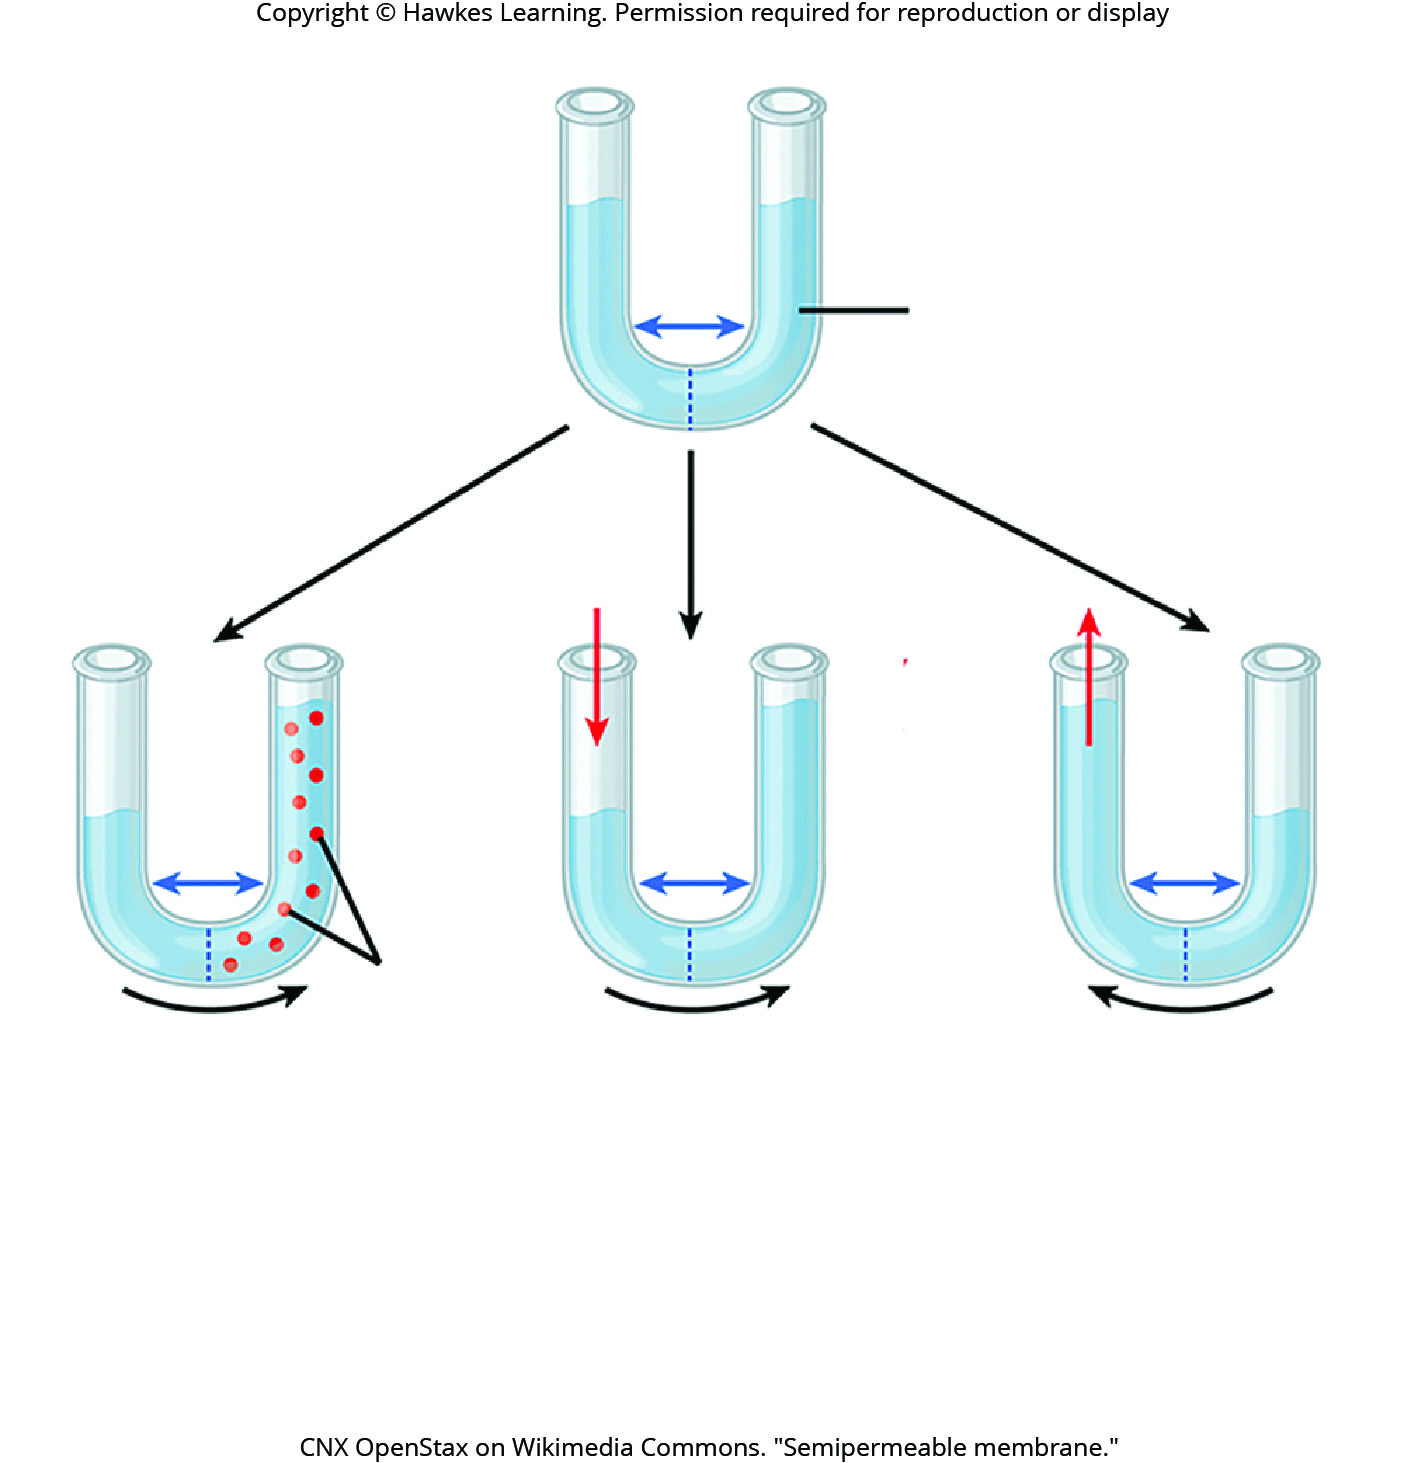 Copyright © Hawkes Learning. Permission required for reproduction or display
CNX OpenStax on Wikimedia Commons. "Semipermeable membrane."